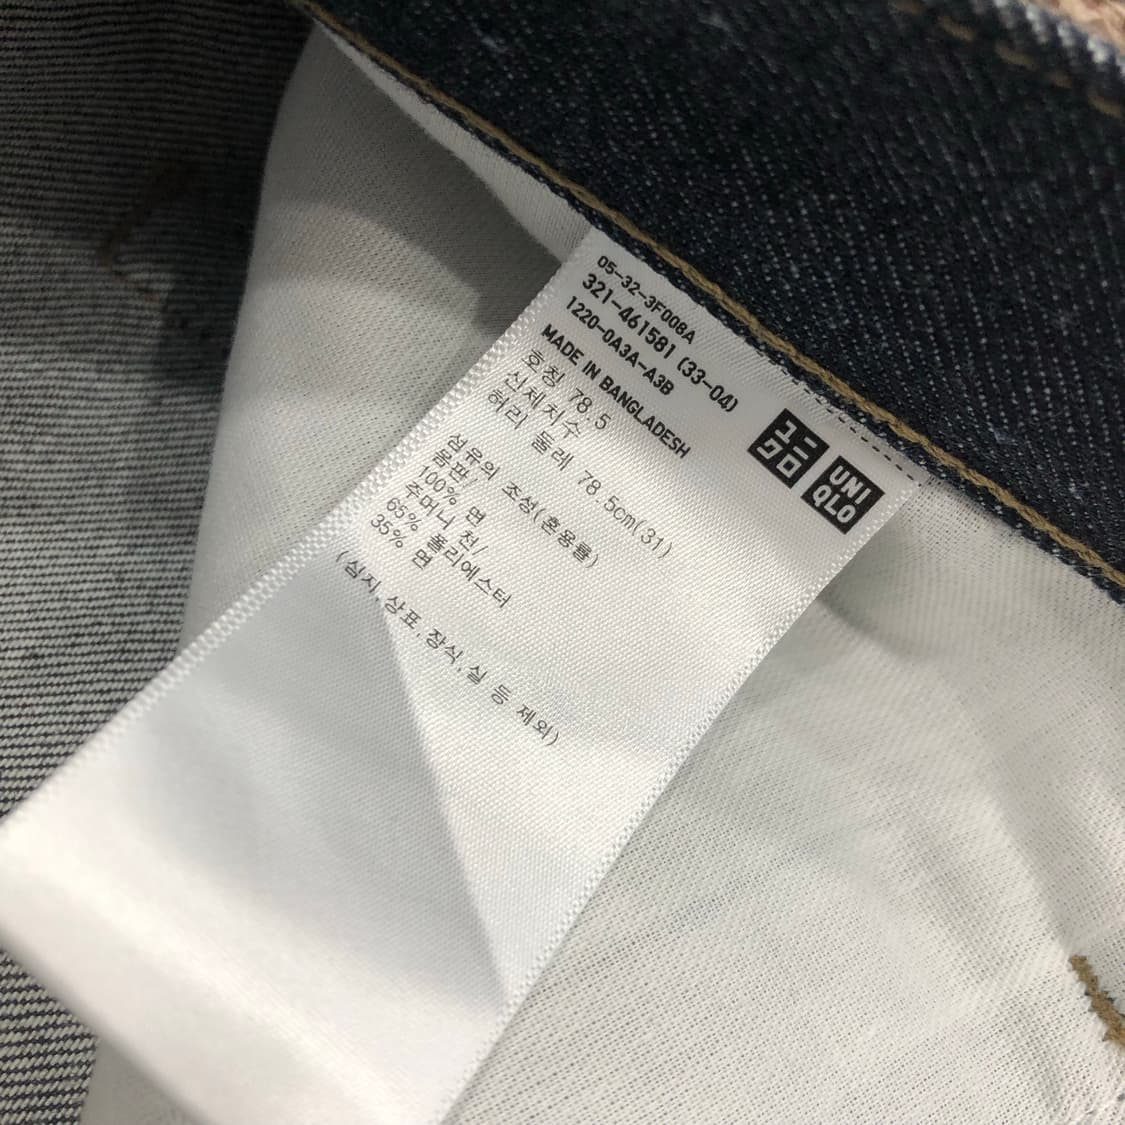 05-32-3F008A
321-461581 (33-04)
1220-0A3A-A3B
MADE IN BANGLADESH
호칭 78.5
신체치수
허리 둘레 78.5cm(31)
섬유의 조성(혼용률)
몸판/
100% 면
주머니 천/
65% 폴리에스터
35% 면
(심지,상표,장식,실 등 제외)
ユニ
クロ
UNI
QLO